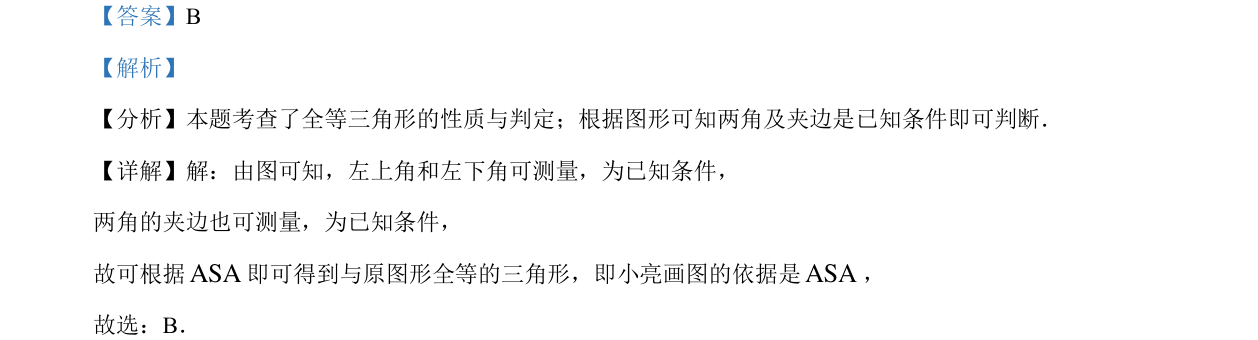 【答案】B
【解析】
【分析】本题考查了全等三角形的性质与判定；根据图形可知两角及夹边是已知条件即可判断．
【详解】解：由图可知，左上角和左下角可测量，为已知条件，
两角的夹边也可测量，为已知条件，
故可根据 ASA 即可得到与原图形全等的三角形，即小亮画图的依据是 ASA，
故选：B．